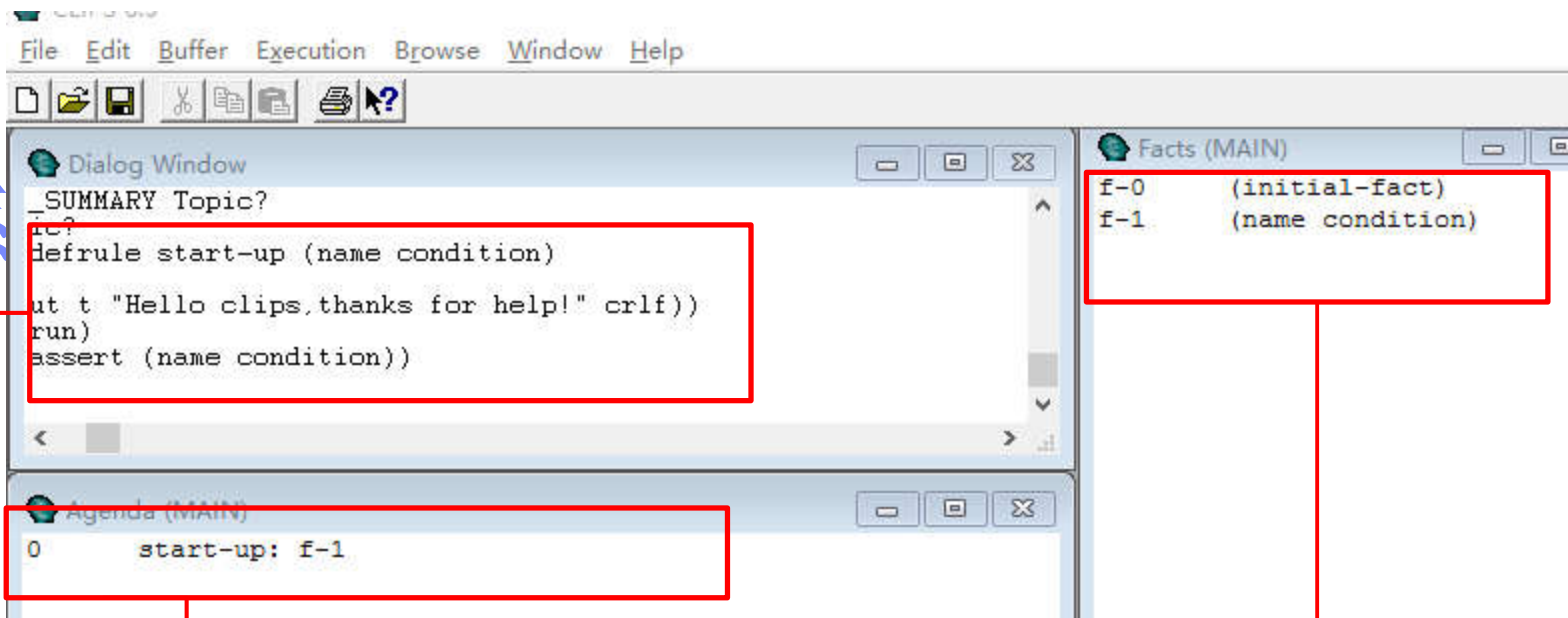 File Edit Buffer Execution Browse Window Help
Dialog Window
_SUMMARY Topic?
ic?
defrule start-up (name condition)
ut t "Hello clips,thanks for help!" crlf))
run)
assert (name condition))
Agenda (MAIN)
0 start-up: f-1
Facts (MAIN)
f-0 (initial-fact)
f-1 (name condition)